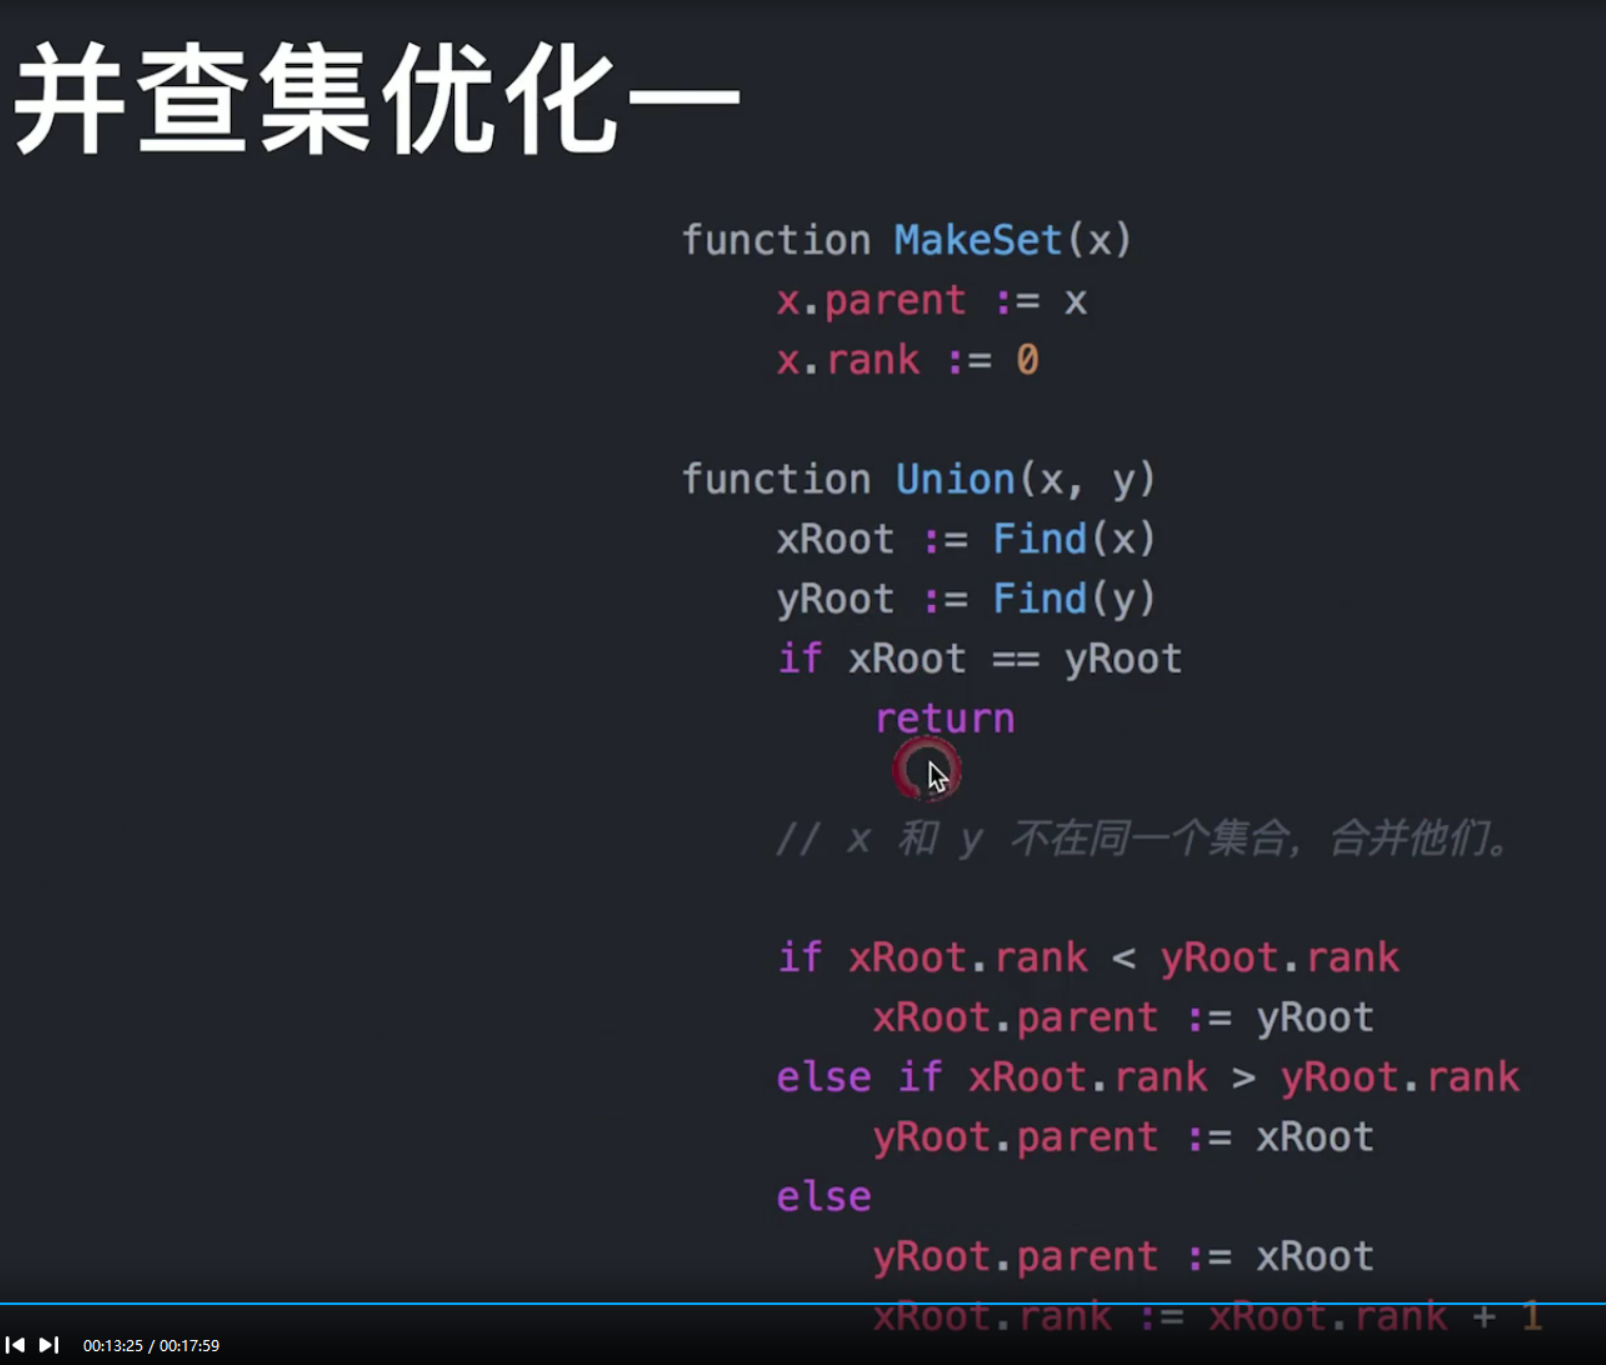 并查集优化一
function MakeSet(x)
x.parent := x
x.rank := 0
function Union(x, y)
xRoot := Find(x)
yRoot := Find(y)
if xRoot == yRoot
return
// x 和 y 不在同一个集合，合并他们。
if xRoot.rank < yRoot.rank
xRoot.parent := yRoot
else if xRoot.rank > yRoot.rank
yRoot.parent := xRoot
else
yRoot.parent := xRoot
xRoot.rank := xRoot.rank + 1
00:13:25 / 00:17:59